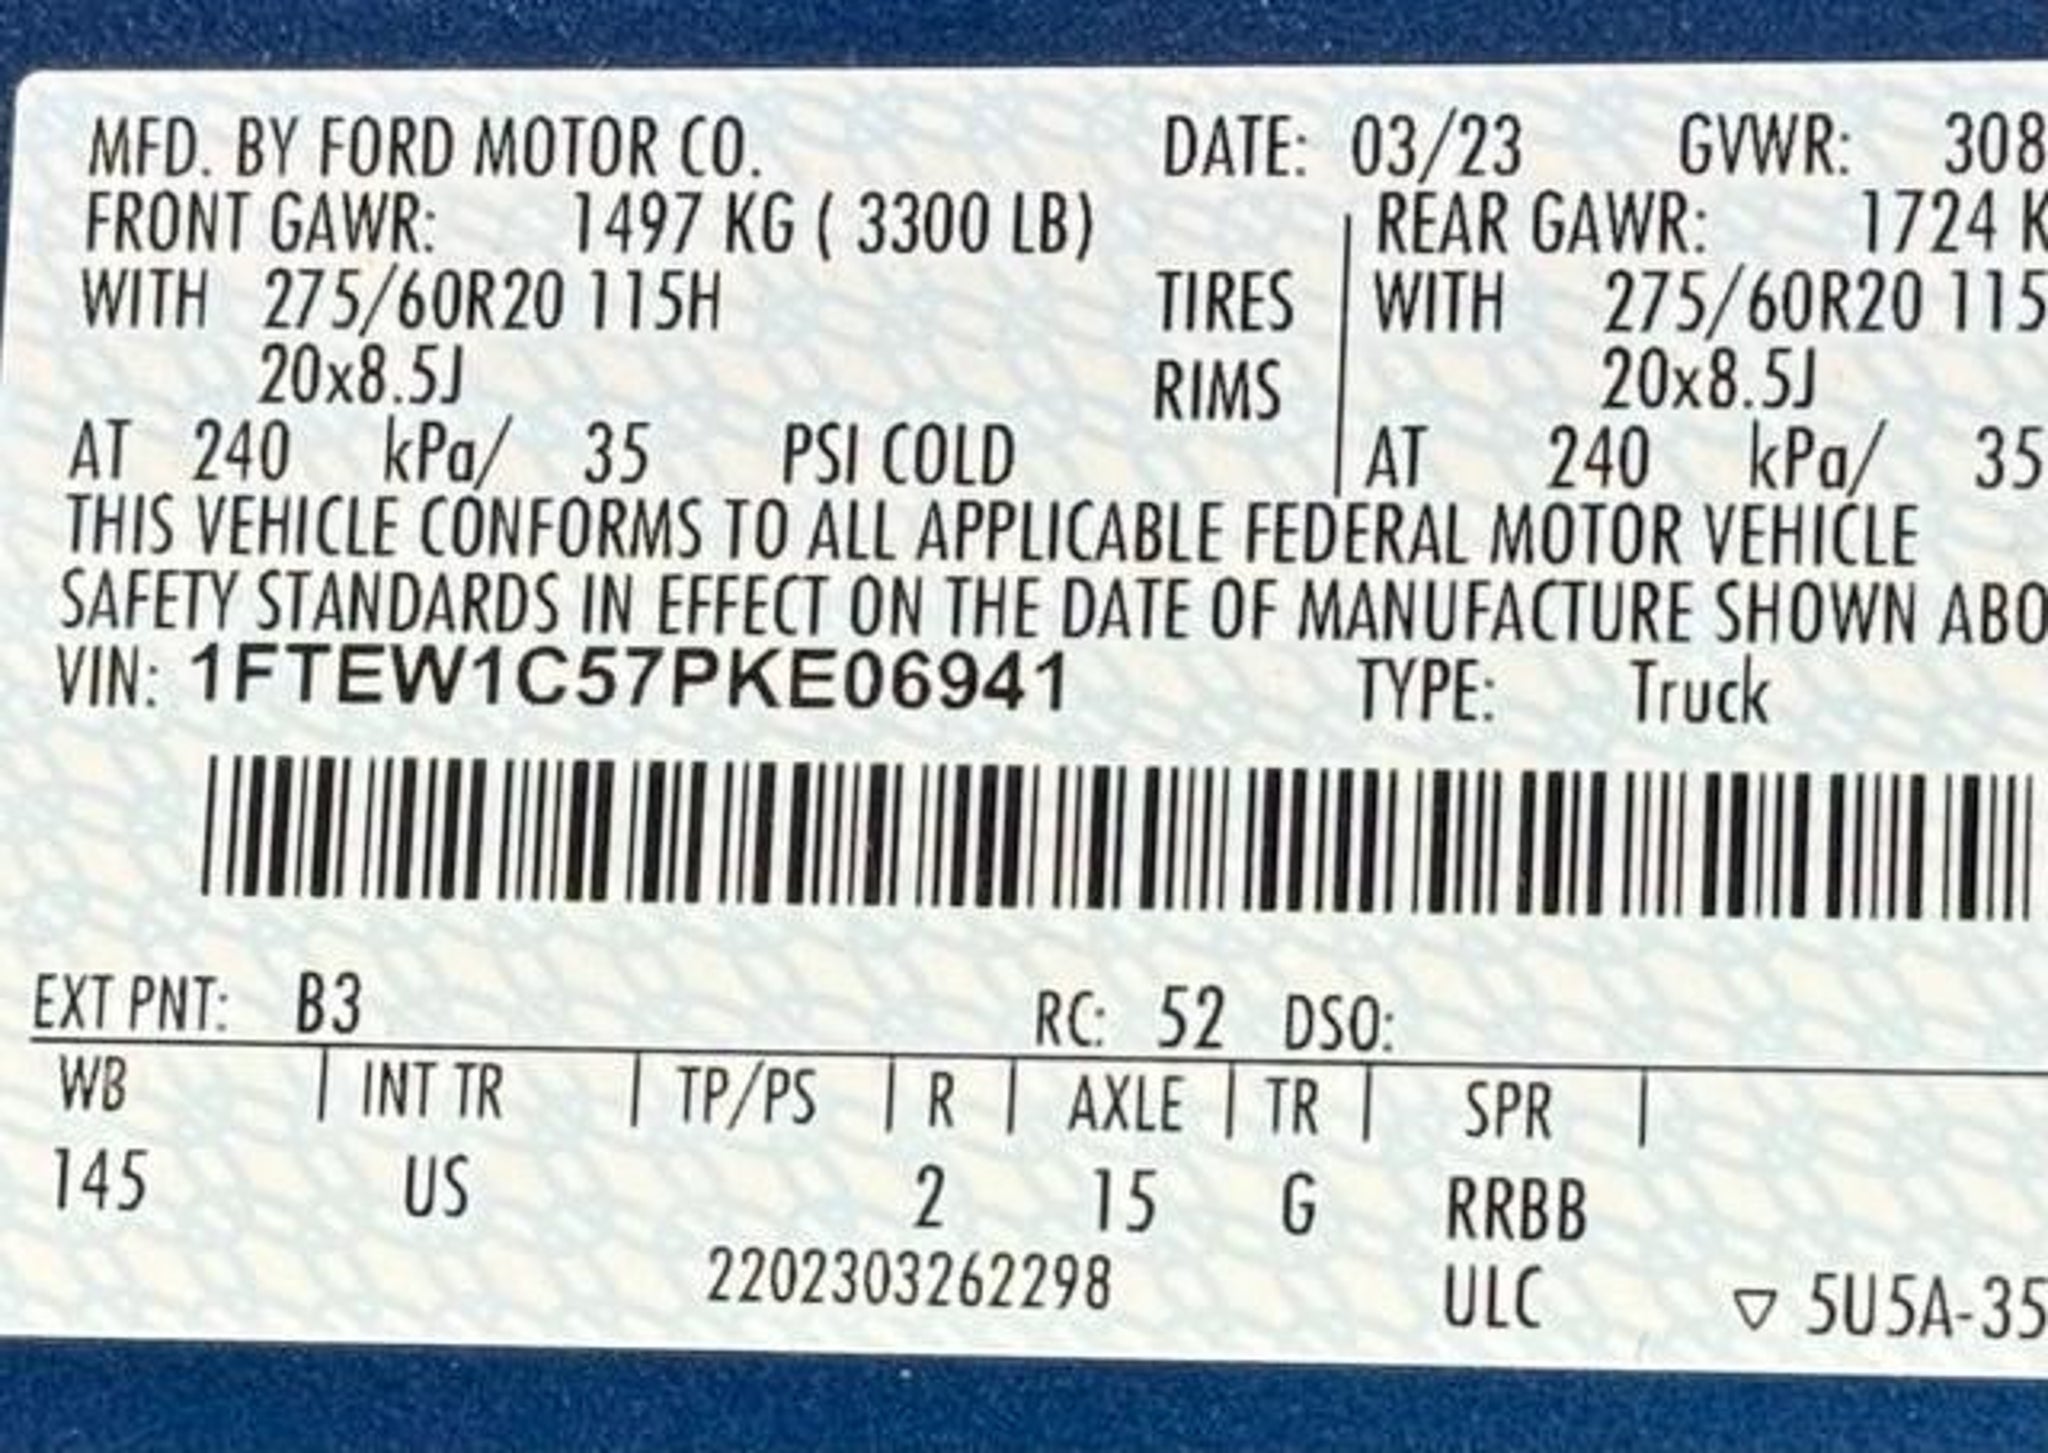 MFD. BY FORD MOTOR CO. DATE: 03/23 GVWR: 308
FRONT GAWR: 1497 KG ( 3300 LB) REAR GAWR: 1724 K
WITH 275/60R20 115H TIRES WITH 275/60R20 115
20x8.5J RIMS 20x8.5J
AT 240 kPa/ 35 PSI COLD AT 240 kPa/ 35
THIS VEHICLE CONFORMS TO ALL APPLICABLE FEDERAL MOTOR VEHICLE
SAFETY STANDARDS IN EFFECT ON THE DATE OF MANUFACTURE SHOWN ABO
VIN: 1FTEW1C57PKE06941 TYPE: Truck
EXT PNT: B3 RC: 52 DSO:
WB | INT TR | TP/PS | R | AXLE | TR | SPR |
145 US 2 15 G RRBB
2202303262298 ULC ▽ 5U5A-35